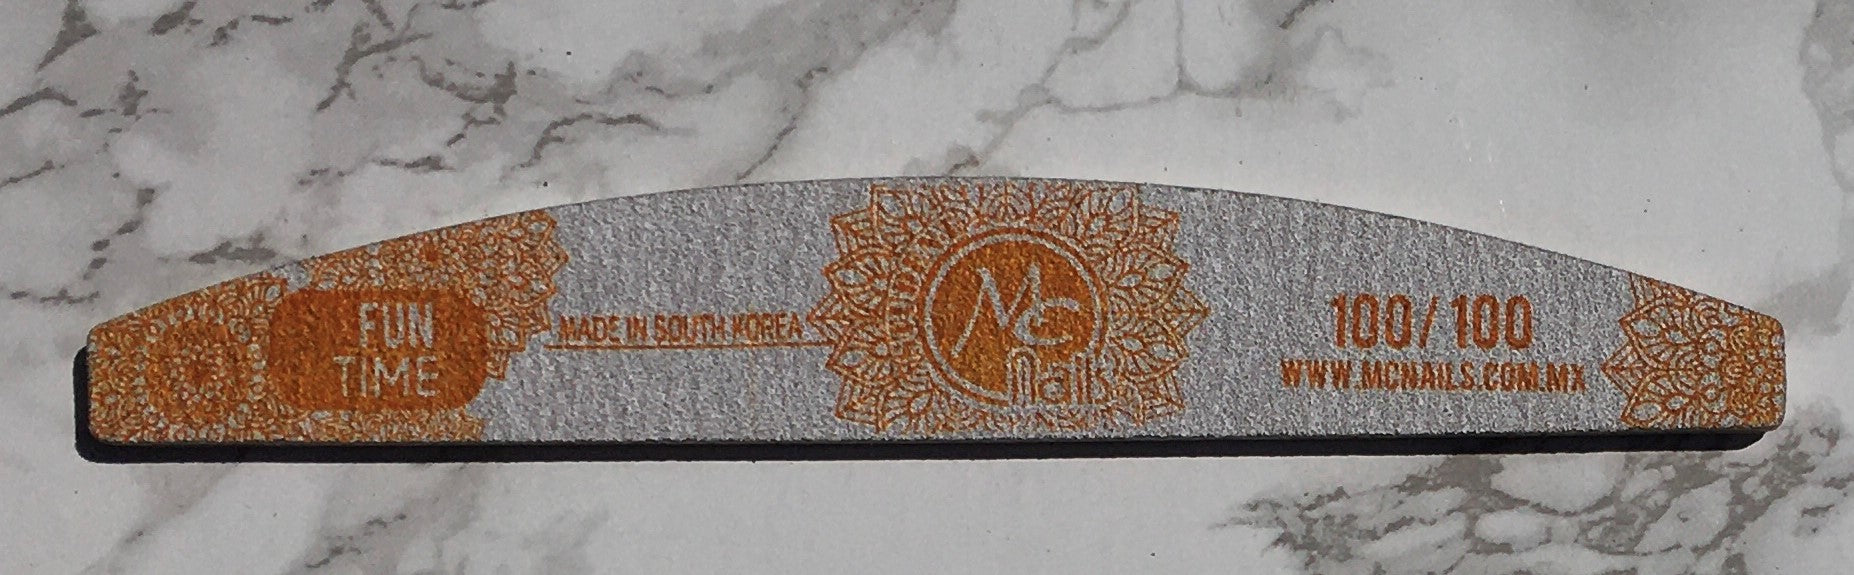 FUN
TIME
MADE IN SOUTH KOREA
MC
Nails
100/100
WWW.MCNAILS.COM.MX